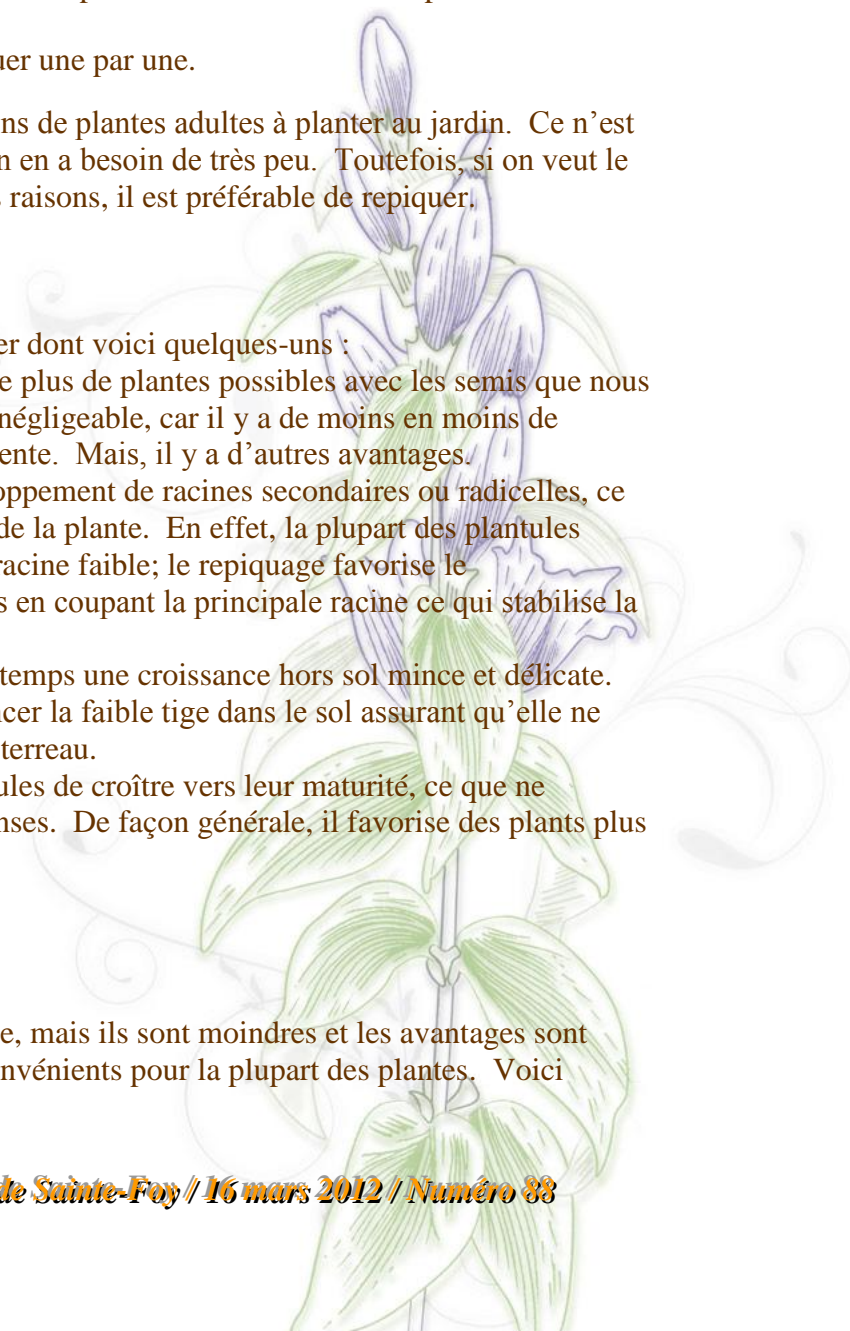 uer une par une.
ns de plantes adultes à planter au jardin.  Ce n’est
n en a besoin de très peu.  Toutefois, si on veut le
s raisons, il est préférable de repiquer.
er dont voici quelques-uns :
e plus de plantes possibles avec les semis que nous
négligeable, car il y a de moins en moins de
ente.  Mais, il y a d’autres avantages.
oppement de racines secondaires ou radicelles, ce
de la plante.  En effet, la plupart des plantules
racine faible; le repiquage favorise le
s en coupant la principale racine ce qui stabilise la
temps une croissance hors sol mince et délicate.
ncer la faible tige dans le sol assurant qu’elle ne
terreau.
ules de croître vers leur maturité, ce que ne
nses.  De façon générale, il favorise des plants plus
e, mais ils sont moindres et les avantages sont
nvénients pour la plupart des plantes.  Voici
de Sainte-Foy / 16 mars 2012 / Numéro 88